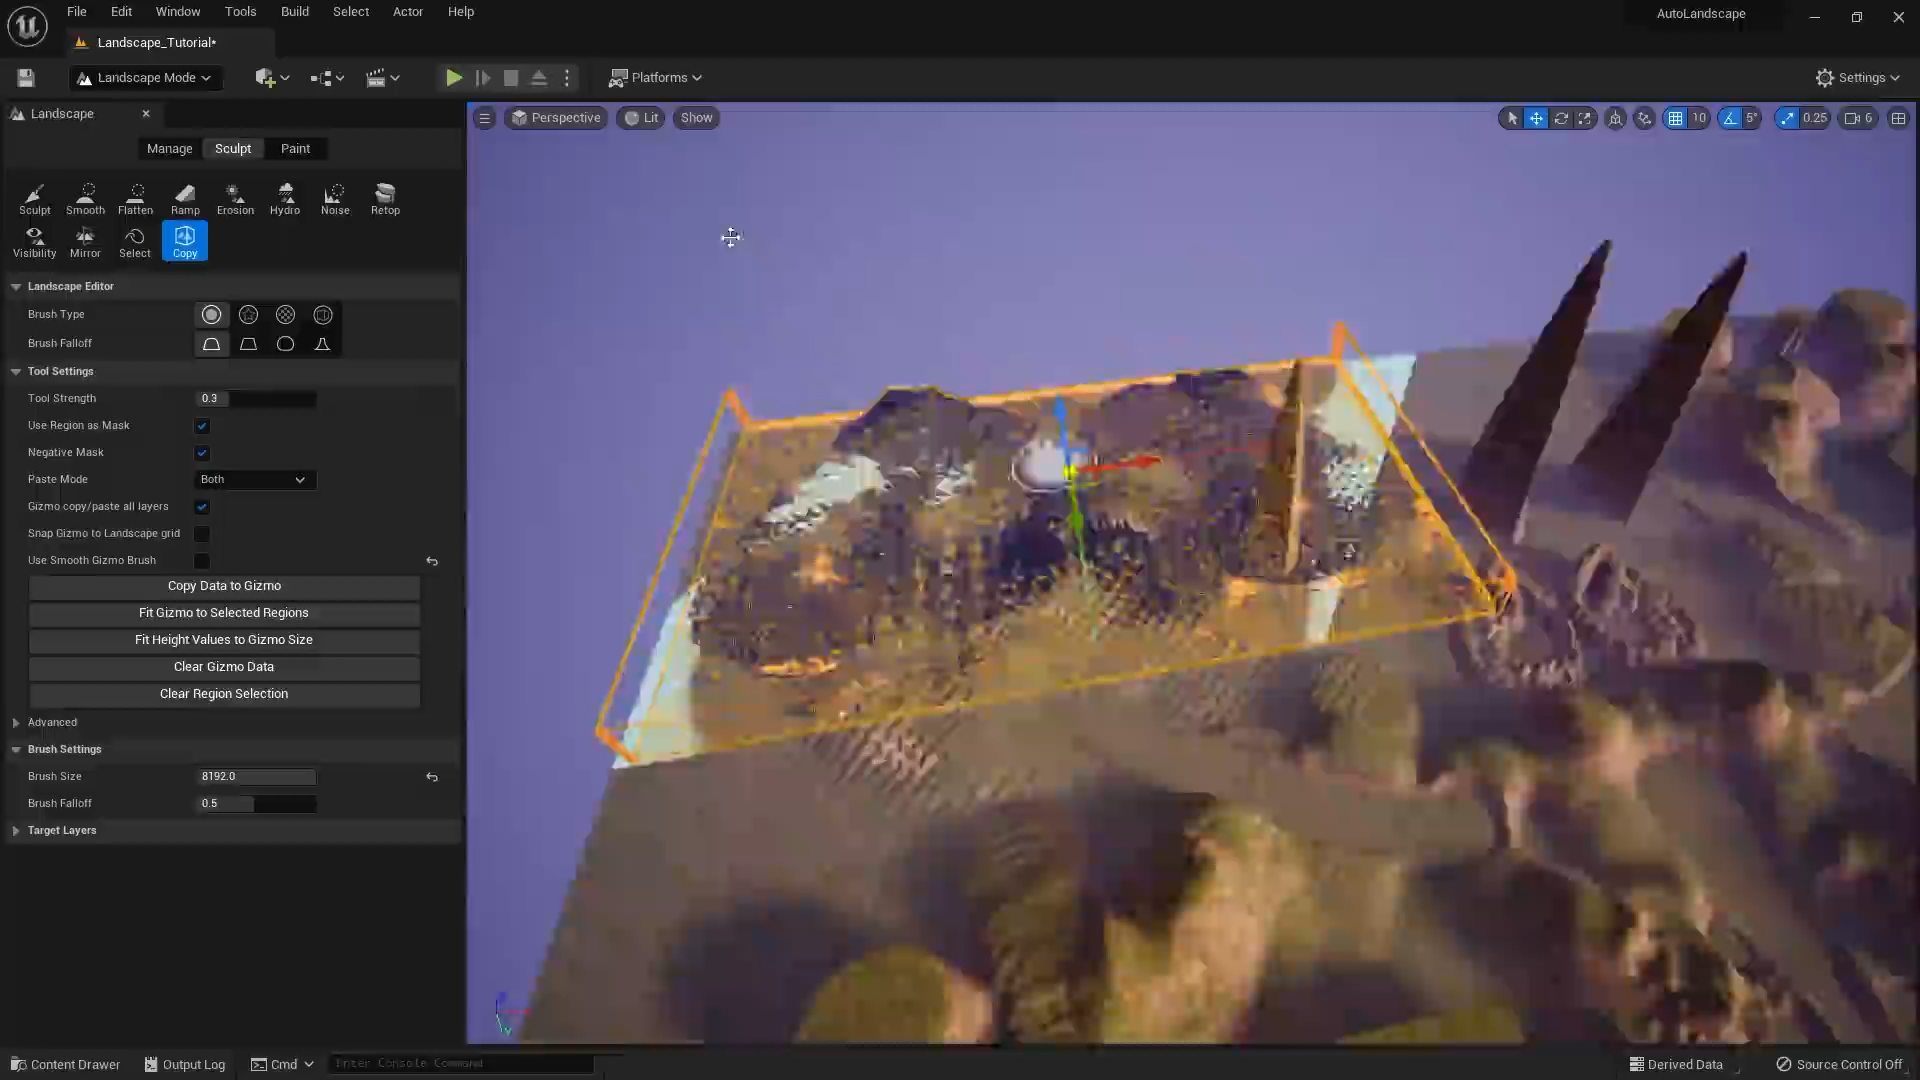 File Edit Window Tools Build Select Actor Help
AutoLandscape
Landscape_Tutorial*
Landscape Mode
Platforms
Settings
Landscape
Perspective Lit Show
10 5° 0.25 6
Manage Sculpt Paint
Sculpt Smooth Flatten Ramp Erosion Hydro Noise Retop
Visibility Mirror Select Copy
Landscape Editor
Brush Type
Brush Falloff
Tool Settings
Tool Strength 0.3
Use Region as Mask
Negative Mask
Paste Mode Both
Gizmo copy/paste all layers
Snap Gizmo to Landscape grid
Use Smooth Gizmo Brush
Copy Data to Gizmo
Fit Gizmo to Selected Regions
Fit Height Values to Gizmo Size
Clear Gizmo Data
Clear Region Selection
Advanced
Brush Settings
Brush Size 8192.0
Brush Falloff 0.5
Target Layers
Content Drawer Output Log Cmd Enter Console Command Derived Data Source Control Off